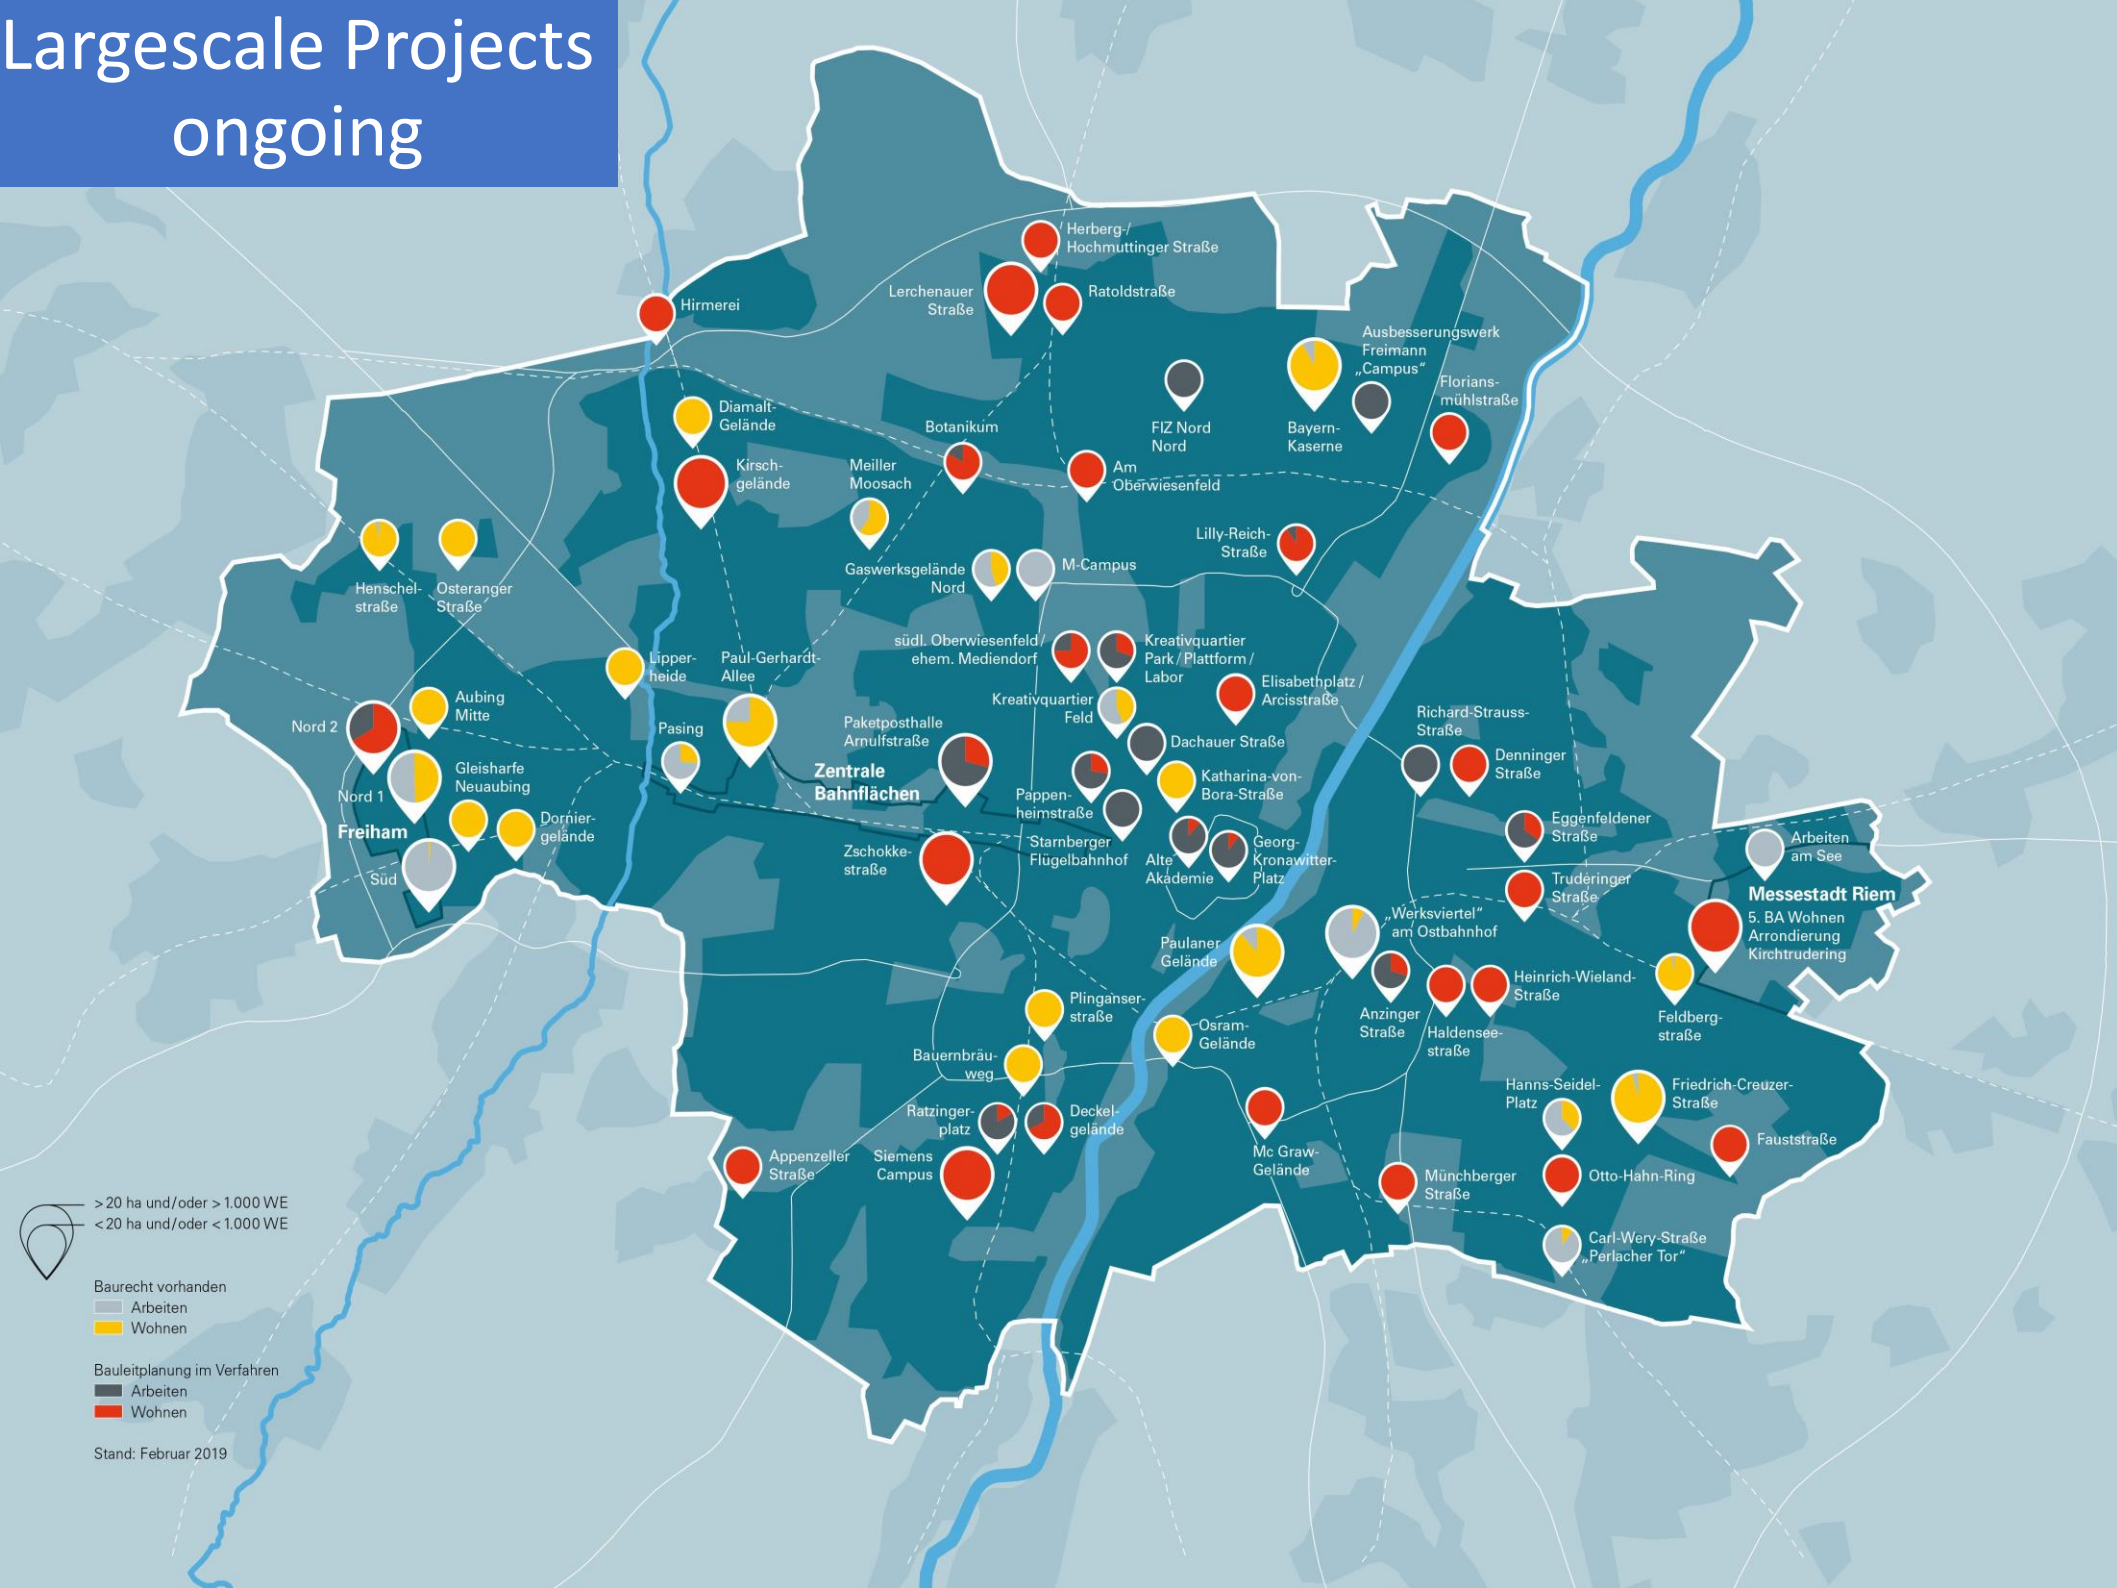 Largescale Projects
ongoing
Herberg-/
Hochmuttinger Straße
Lerchenauer
Straße
Ratoldstraße
Hirmerei
Ausbesserungswerk
Freimann
„Campus“
Florians-
mühlstraße
Diamalt-
Gelände
Botanikum
FIZ Nord
Nord
Bayern-
Kaserne
Kirsch-
gelände
Meiller
Moosach
Am
Oberwiesenfeld
Lilly-Reich-
Straße
Gaswerksgelände
Nord
M-Campus
Henschel-
straße
Osteranger
Straße
südl. Oberwiesenfeld/
ehem. Mediendorf
Kreativquartier
Park / Plattform /
Labor
Lipper-
heide
Paul-Gerhardt-
Allee
Elisabethplatz /
Arcisstraße
Aubing
Mitte
Kreativquartier
Feld
Nord 2
Pasing
Paketposthalle
Arnulfstraße
Dachauer Straße
Richard-Strauss-
Straße
Denninger
Straße
Gleisharfe
Neuaubing
Zentrale
Bahnflächen
Katharina-von-
Bora-Straße
Nord 1
Pappen-
heimstraße
Freiham
Dornier-
gelände
Eggenfeldener
Straße
Starnberger
Flügelbahnhof
Alte
Akademie
Georg-
Kronawitter-
Platz
Arbeiten
am See
Zschokke-
straße
Süd
Truderinger
Straße
Messestadt Riem
5. BA Wohnen
Arrondierung
Kirchtrudering
„Werksviertel“
am Ostbahnhof
Paulaner
Gelände
Heinrich-Wieland-
Straße
Plinganser-
straße
Anzinger
Straße
Haldensee-
straße
Feldberg-
straße
Osram-
Gelände
Bauernbräu-
weg
Hanns-Seidel-
Platz
Friedrich-Creuzer-
Straße
Ratzinger-
platz
Deckel-
gelände
Fauststraße
Appenzeller
Straße
Siemens
Campus
Mc Graw-
Gelände
Münchberger
Straße
Otto-Hahn-Ring
Carl-Wery-Straße
„Perlacher Tor“
> 20 ha und/oder > 1.000 WE
< 20 ha und/oder < 1.000 WE
Baurecht vorhanden
Arbeiten
Wohnen
Bauleitplanung im Verfahren
Arbeiten
Wohnen
Stand: Februar 2019